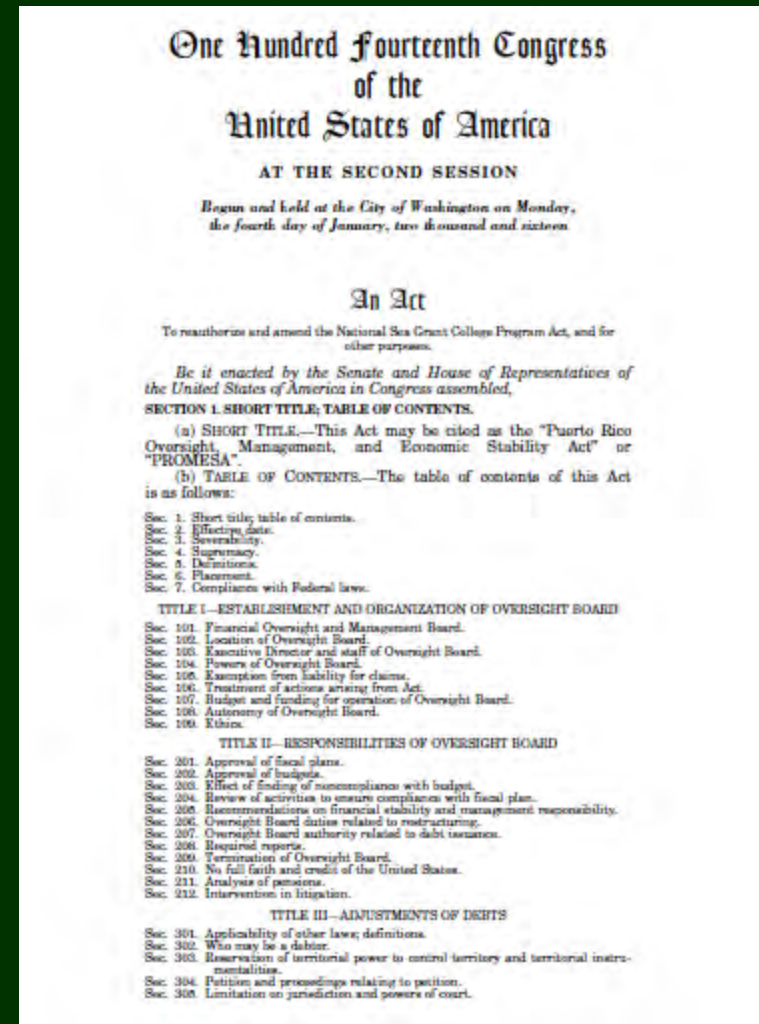 One Hundred Fourteenth Congress
of the
United States of America
AT THE SECOND SESSION
Begun and held at the City of Washington on Monday,
the fourth day of January, two thousand and sixteen
An Act
To reauthorize and amend the National Sea Grant College Program Act, and for
other purposes.
Be it enacted by the Senate and House of Representatives of
the United States of America in Congress assembled,
SECTION 1. SHORT TITLE; TABLE OF CONTENTS.
(a) SHORT TITLE.—This Act may be cited as the “Puerto Rico
Oversight, Management, and Economic Stability Act” or
“PROMESA”.
(b) TABLE OF CONTENTS.—The table of contents of this Act
is as follows:
Sec. 1. Short title; table of contents.
Sec. 2. Effective date.
Sec. 3. Severability.
Sec. 4. Supremacy.
Sec. 5. Definitions.
Sec. 6. Placement.
Sec. 7. Compliance with Federal laws.
TITLE I—ESTABLISHMENT AND ORGANIZATION OF OVERSIGHT BOARD
Sec. 101. Financial Oversight and Management Board.
Sec. 102. Location of Oversight Board.
Sec. 103. Executive Director and staff of Oversight Board.
Sec. 104. Powers of Oversight Board.
Sec. 105. Exemption from liability for claims.
Sec. 106. Treatment of actions arising from Act.
Sec. 107. Budget and funding for operation of Oversight Board.
Sec. 108. Autonomy of Oversight Board.
Sec. 109. Ethics.
TITLE II—RESPONSIBILITIES OF OVERSIGHT BOARD
Sec. 201. Approval of fiscal plans.
Sec. 202. Approval of budgets.
Sec. 203. Effect of finding of noncompliance with budget.
Sec. 204. Review of activities to ensure compliance with fiscal plan.
Sec. 205. Recommendations on financial stability and management responsibility.
Sec. 206. Oversight Board duties related to restructuring.
Sec. 207. Oversight Board authority related to debt issuance.
Sec. 208. Required reports.
Sec. 209. Termination of Oversight Board.
Sec. 210. No full faith and credit of the United States.
Sec. 211. Analysis of pensions.
Sec. 212. Intervention in litigation.
TITLE III—ADJUSTMENTS OF DEBTS
Sec. 301. Applicability of other laws; definitions.
Sec. 302. Who may be a debtor.
Sec. 303. Reservation of territorial power to control territory and territorial instru-
mentalities.
Sec. 304. Petition and proceedings relating to petition.
Sec. 305. Limitation on jurisdiction and powers of court.